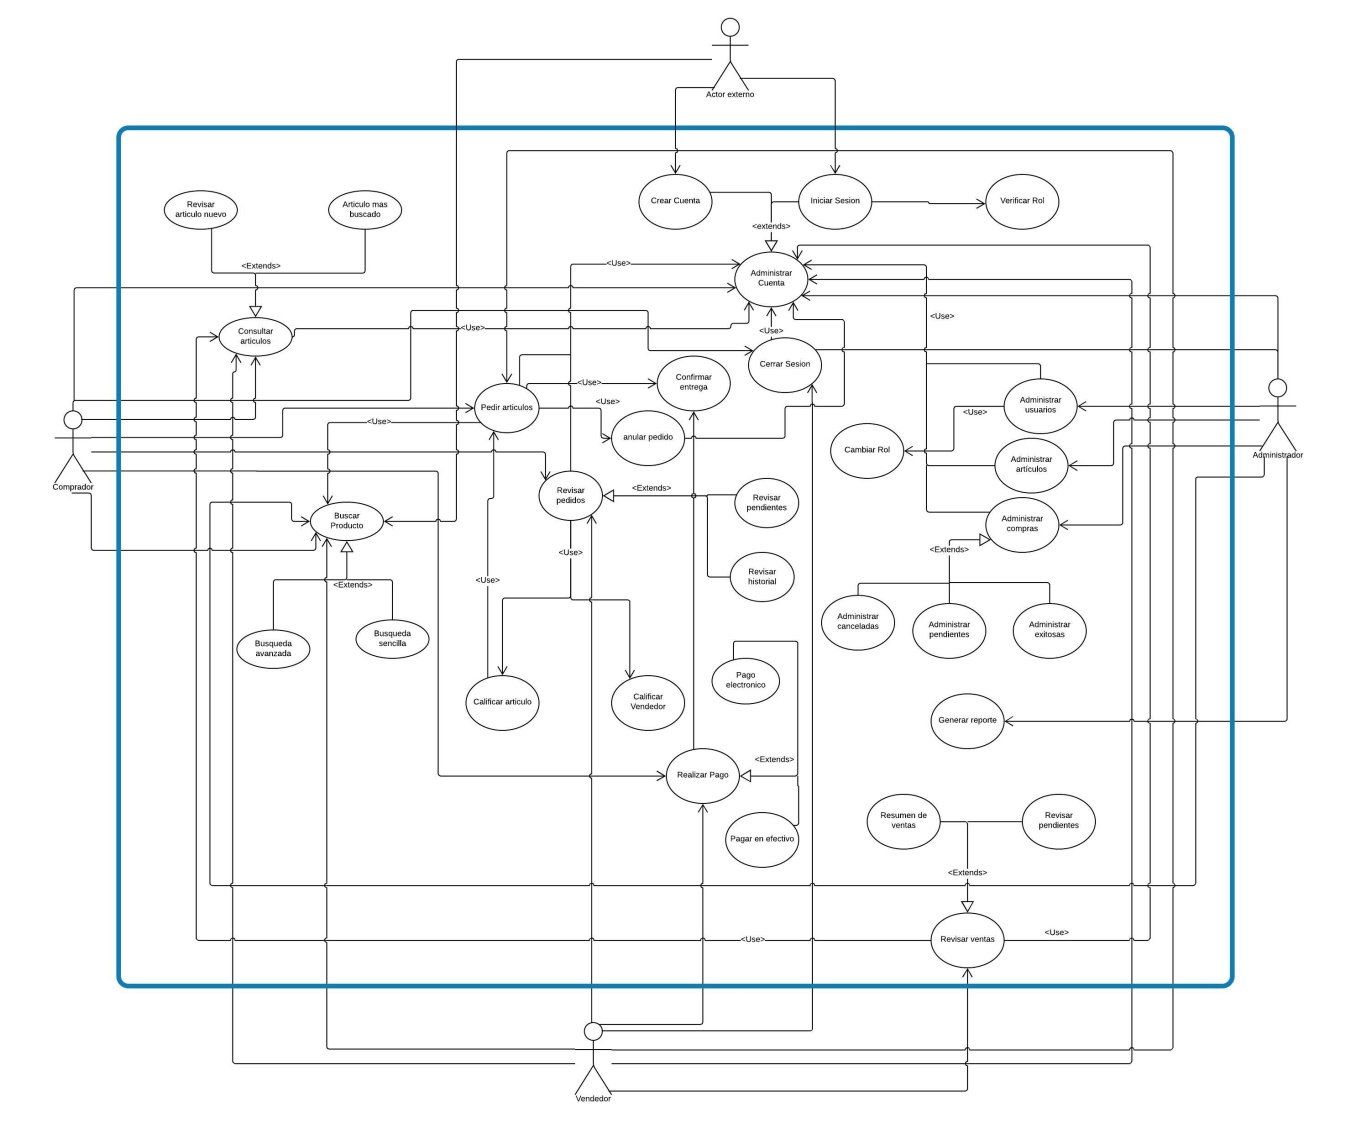 Actor externo
Revisar
articulo nuevo
Articulo mas
buscado
Crear Cuenta
Iniciar Sesion
Verificar Rol
<extends>
<Extends>
<Use>
Administrar
Cuenta
<Use>
Consultar
articulos
<Use>
<Use>
Cerrar Sesion
Confirmar
entrega
<Use>
<Use>
Pedir articulos
Administrar
usuarios
<Use>
Comprador
<Use>
anular pedido
Cambiar Rol
Administrar
artículos
Administrador
Revisar
pedidos
<Extends>
Revisar
pendientes
Buscar
Producto
Administrar
compras
<Use>
<Extends>
<Use>
<Extends>
Revisar
historial
Busqueda
avanzada
Busqueda
sencilla
Administrar
canceladas
Administrar
pendientes
Administrar
exitosas
Pago
electronico
Calificar articulo
Calificar
Vendedor
Generar reporte
<Extends>
Realizar Pago
Resumen de
ventas
Revisar
pendientes
Pagar en efectivo
<Extends>
<Use>
Revisar ventas
<Use>
Vendedor